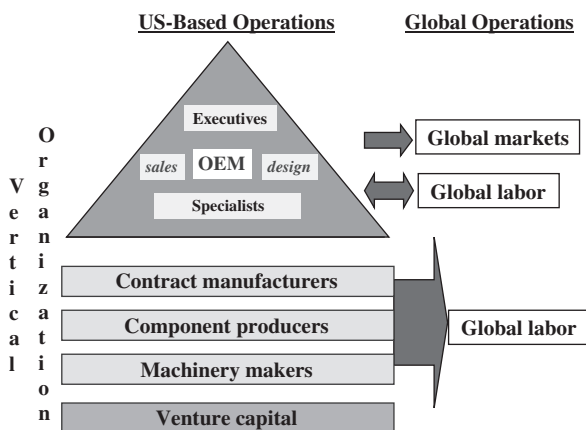 US-Based Operations
Global Operations
Vertical
Organization
Executives
sales
OEM
design
Specialists
Global markets
Global labor
Contract manufacturers
Component producers
Machinery makers
Venture capital
Global labor